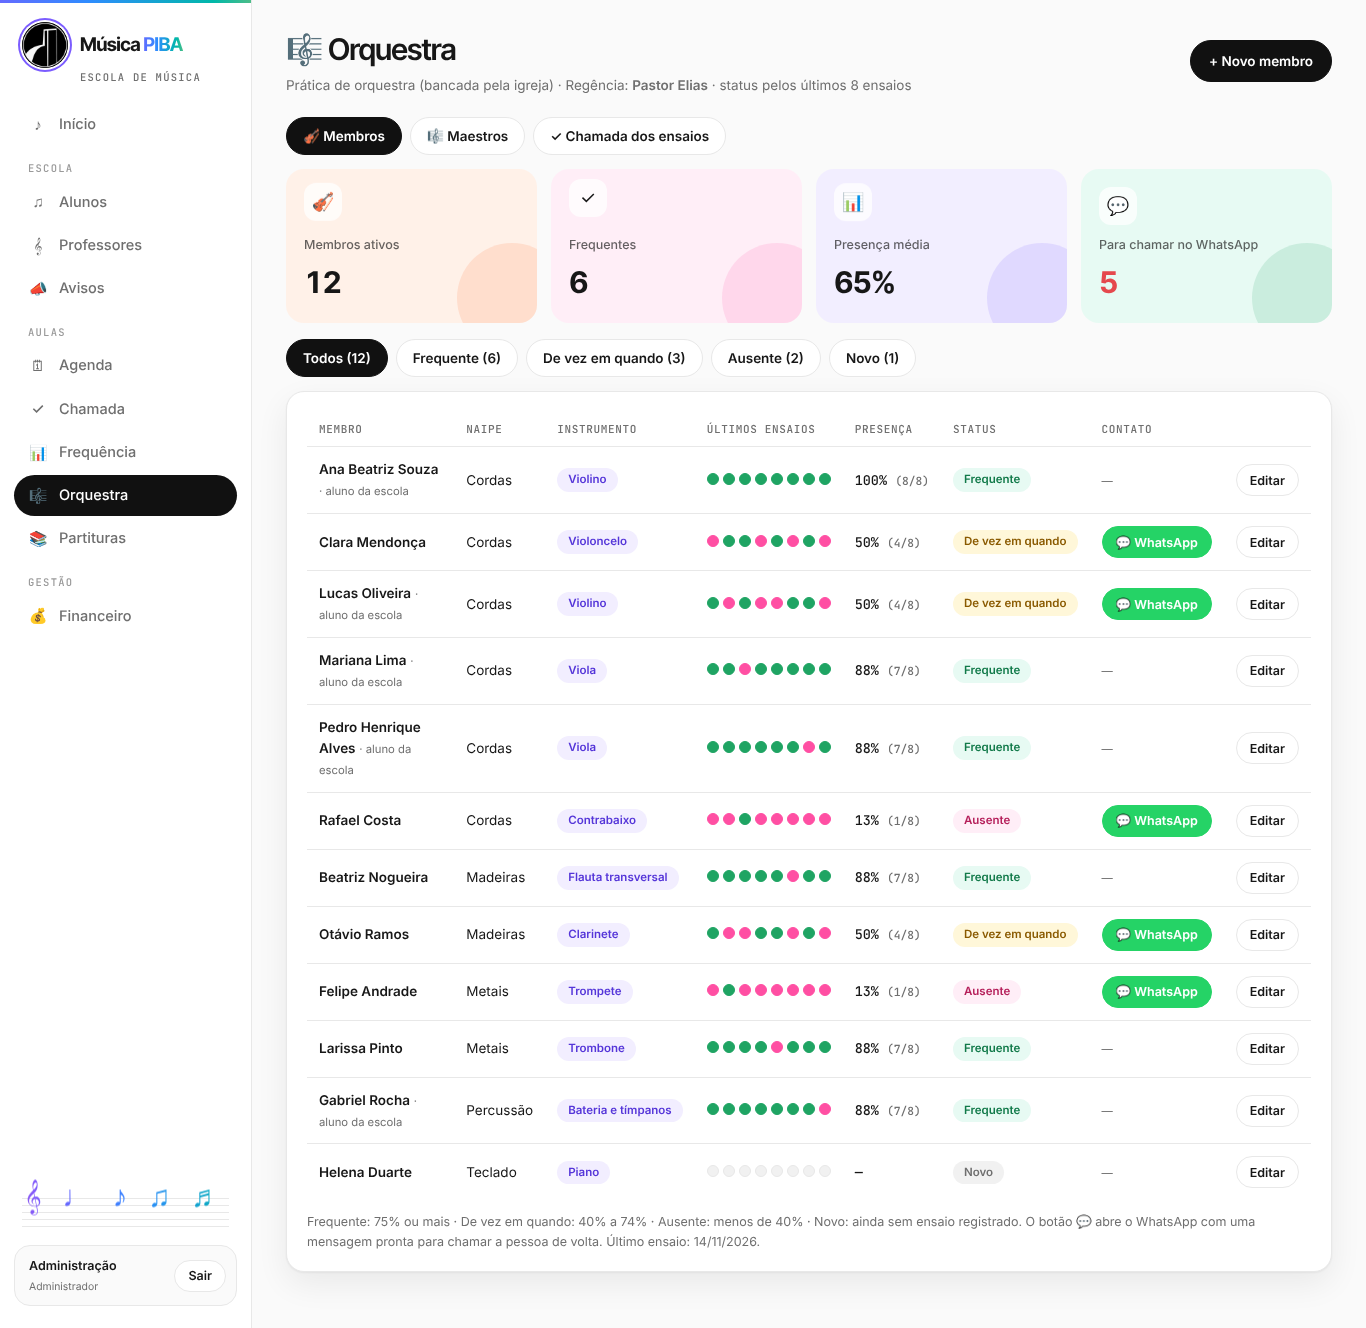 Música PIBA
ESCOLA DE MÚSICA
Início
ESCOLA
Alunos
Professores
Avisos
AULAS
Agenda
Chamada
Frequência
Orquestra
Partituras
GESTÃO
Financeiro
Administração
Administrador
Sair
Orquestra
Prática de orquestra (bancada pela igreja) · Regência: Pastor Elias · status pelos últimos 8 ensaios
+ Novo membro
Membros
Maestros
✓ Chamada dos ensaios
Membros ativos
12
Frequentes
6
Presença média
65%
Para chamar no WhatsApp
5
Todos (12)
Frequente (6)
De vez em quando (3)
Ausente (2)
Novo (1)
MEMBRO NAIPE INSTRUMENTO ÚLTIMOS ENSAIOS PRESENÇA STATUS CONTATO
Ana Beatriz Souza
· aluno da escola
Cordas Violino 100% (8/8) Frequente — Editar
Clara Mendonça Cordas Violoncelo 50% (4/8) De vez em quando WhatsApp Editar
Lucas Oliveira ·
aluno da escola
Cordas Violino 50% (4/8) De vez em quando WhatsApp Editar
Mariana Lima ·
aluno da escola
Cordas Viola 88% (7/8) Frequente — Editar
Pedro Henrique
Alves · aluno da
escola
Cordas Viola 88% (7/8) Frequente — Editar
Rafael Costa Cordas Contrabaixo 13% (1/8) Ausente WhatsApp Editar
Beatriz Nogueira Madeiras Flauta transversal 88% (7/8) Frequente — Editar
Otávio Ramos Madeiras Clarinete 50% (4/8) De vez em quando WhatsApp Editar
Felipe Andrade Metais Trompete 13% (1/8) Ausente WhatsApp Editar
Larissa Pinto Metais Trombone 88% (7/8) Frequente — Editar
Gabriel Rocha ·
aluno da escola
Percussão Bateria e tímpanos 88% (7/8) Frequente — Editar
Helena Duarte Teclado Piano — Novo — Editar
Frequente: 75% ou mais · De vez em quando: 40% a 74% · Ausente: menos de 40% · Novo: ainda sem ensaio registrado. O botão 💬 abre o WhatsApp com uma
mensagem pronta para chamar a pessoa de volta. Último ensaio: 14/11/2026.